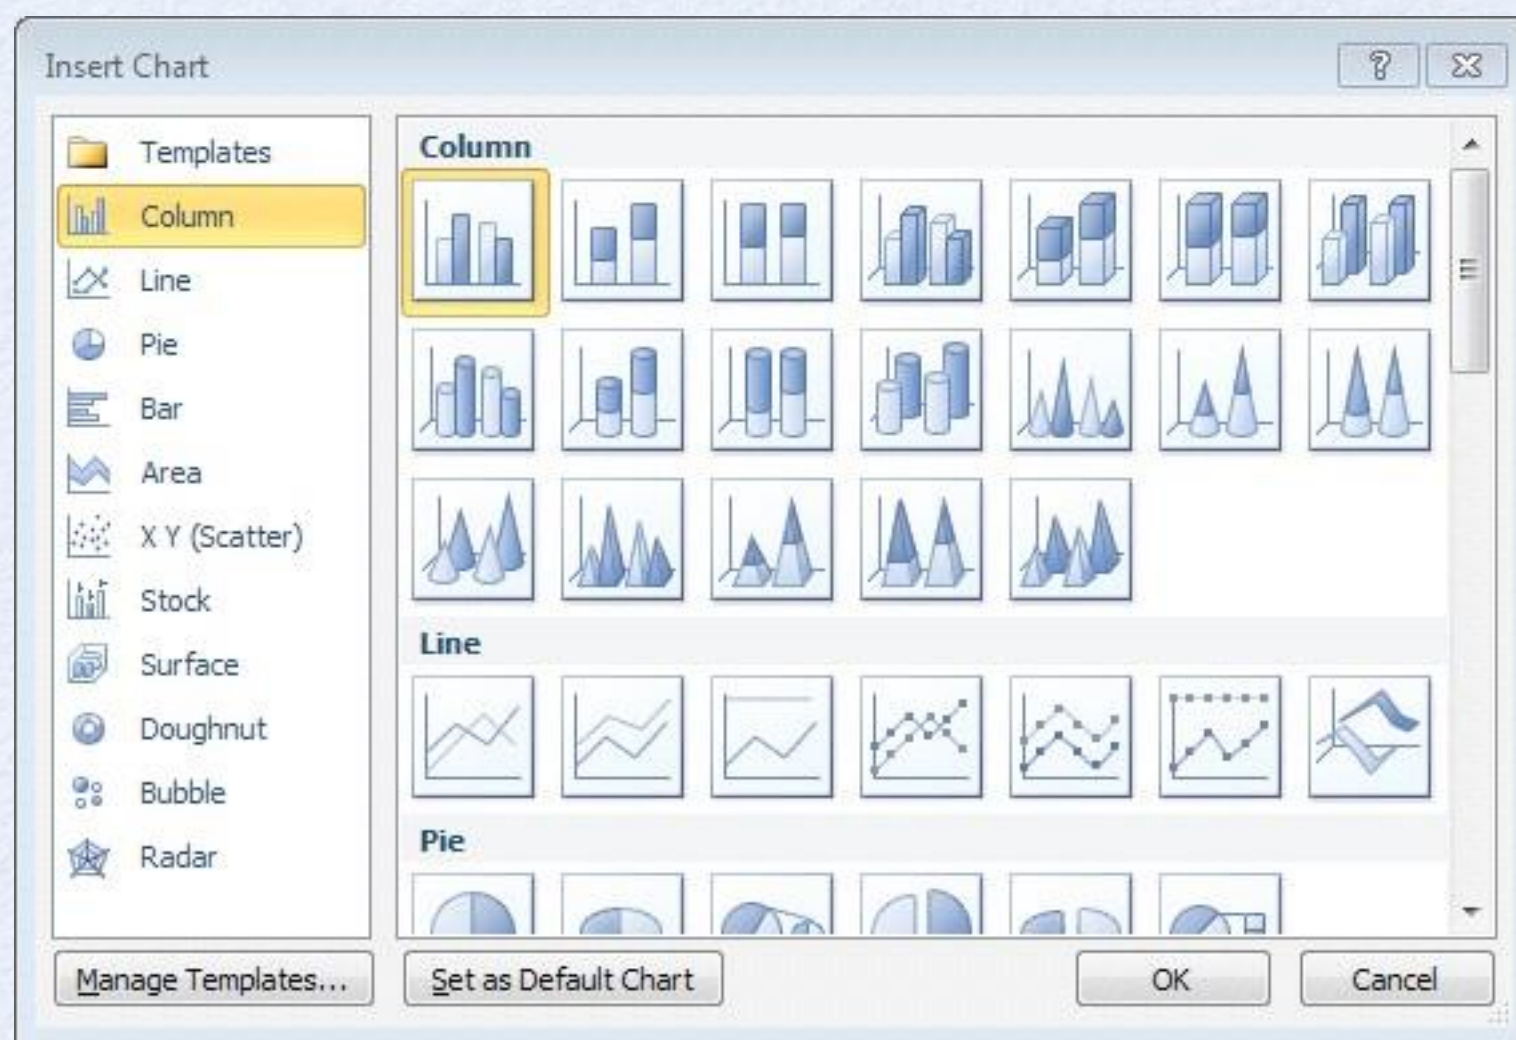 Insert Chart
Templates
Column
Line
Pie
Bar
Area
X Y (Scatter)
Stock
Surface
Doughnut
Bubble
Radar
Column
Line
Pie
Manage Templates...
Set as Default Chart
OK
Cancel